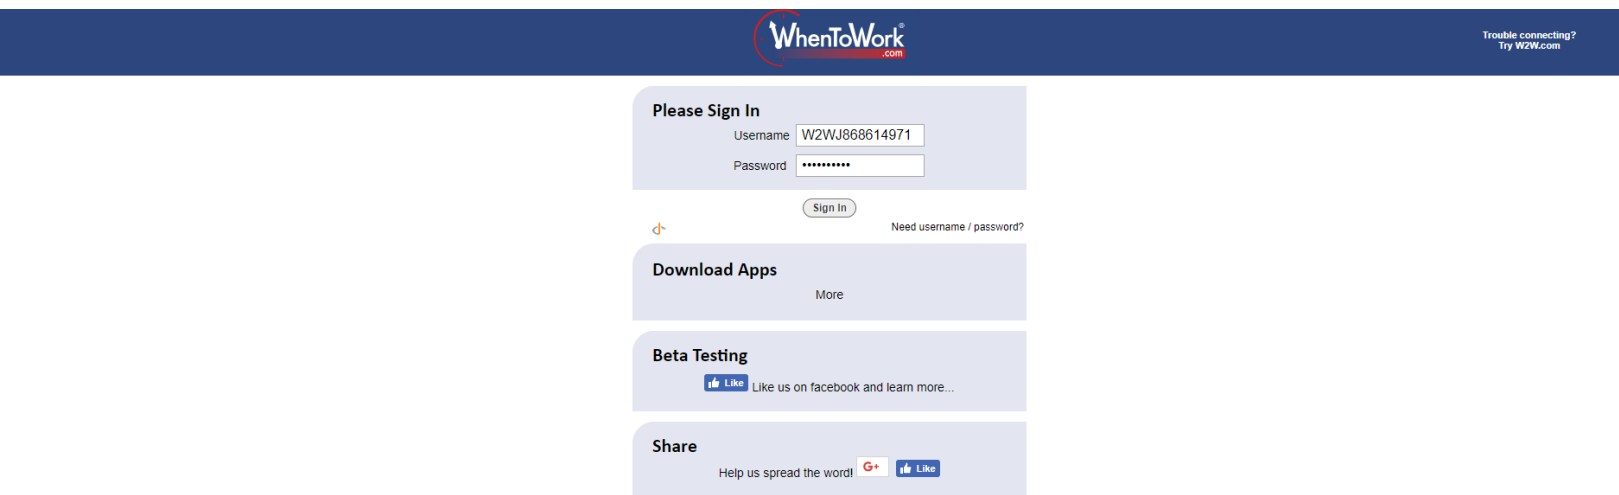 WhenToWork®
.com
Trouble connecting?
Try W2W.com
Please Sign In
Username W2WJ868614971
Password ••••••••••
Sign In
Need username / password?
Download Apps
More
Beta Testing
Like Like us on facebook and learn more...
Share
Help us spread the word! G+ Like